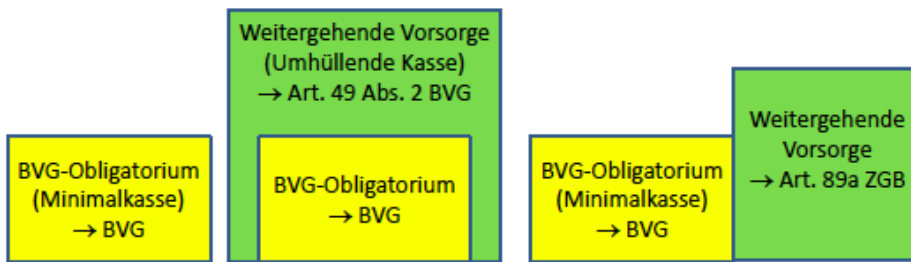 BVG-Obligatorium
(Minimalkasse)
→ BVG
Weitergehende Vorsorge
(Umhüllende Kasse)
→ Art. 49 Abs. 2 BVG
BVG-Obligatorium
→ BVG
BVG-Obligatorium
(Minimalkasse)
→ BVG
Weitergehende
Vorsorge
→ Art. 89a ZGB